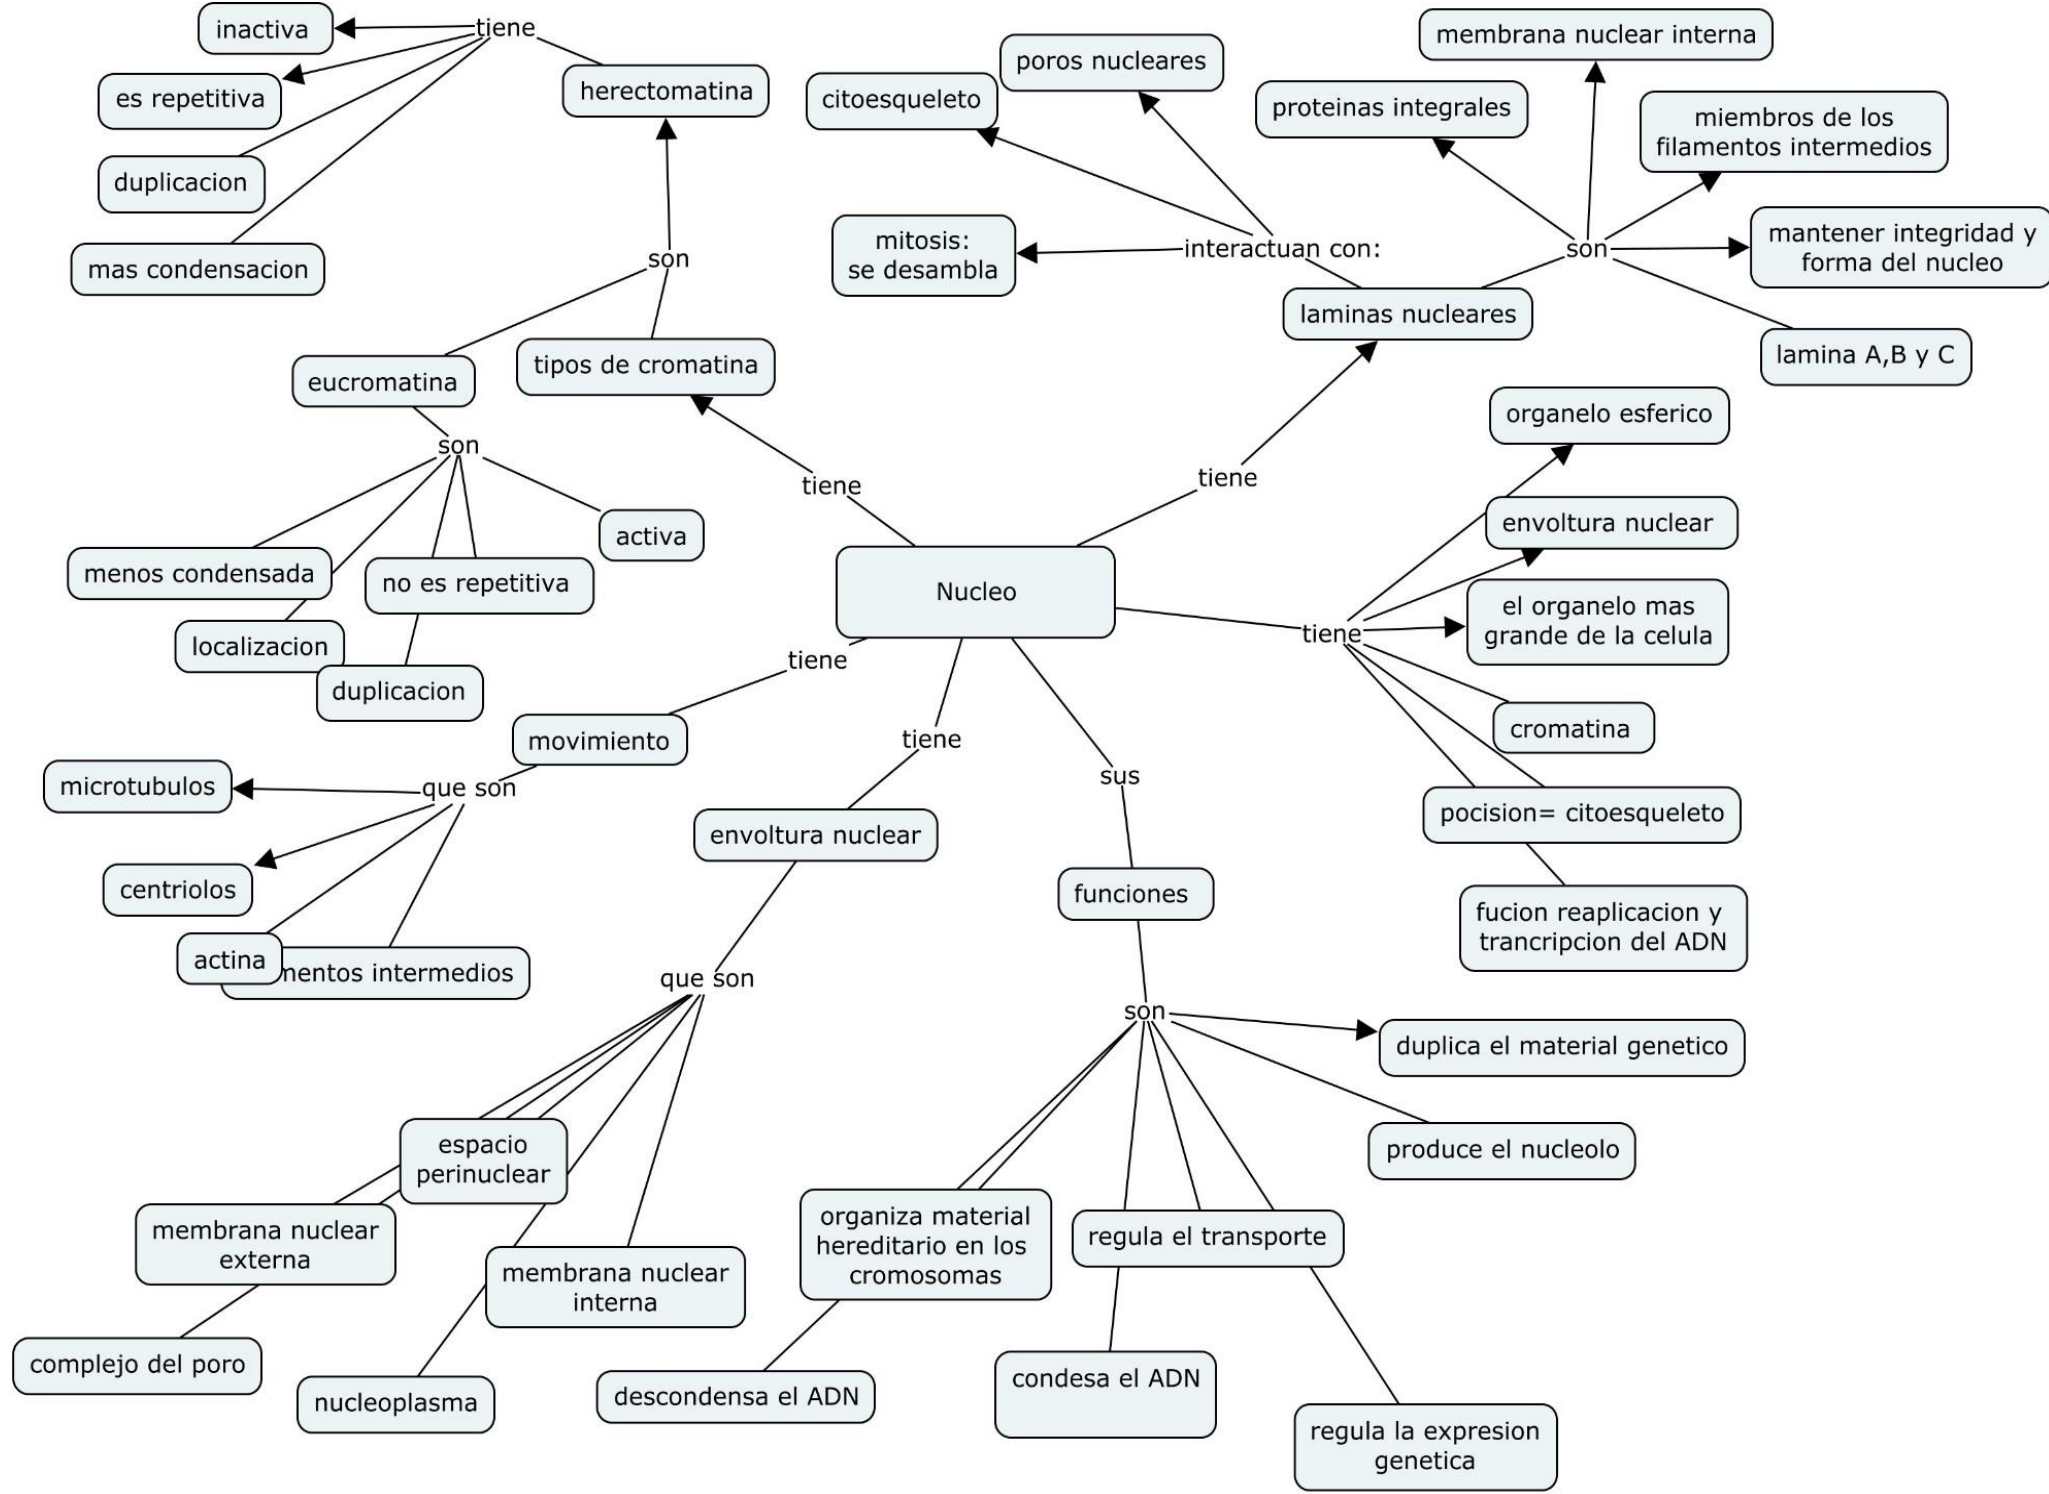 inactiva
tiene
membrana nuclear interna
poros nucleares
herectomatina
es repetitiva
citoesqueleto
proteinas integrales
miembros de los
filamentos intermedios
duplicacion
mas condensacion
son
mitosis:
se desambla
interactuan con:
son
mantener integridad y
forma del nucleo
laminas nucleares
lamina A,B y C
eucromatina
tipos de cromatina
organelo esferico
son
tiene
tiene
activa
envoltura nuclear
menos condensada
no es repetitiva
Nucleo
el organelo mas
grande de la celula
localizacion
tiene
tiene
duplicacion
movimiento
tiene
cromatina
microtubulos
que son
sus
pocision= citoesqueleto
envoltura nuclear
centriolos
funciones
fucion reaplicacion y
trancripcion del ADN
actina
intermedios
que son
son
duplica el material genetico
espacio
perinuclear
produce el nucleolo
membrana nuclear
externa
organiza material
hereditario en los
cromosomas
regula el transporte
membrana nuclear
interna
complejo del poro
nucleoplasma
descondensa el ADN
condesa el ADN
regula la expresion
genetica